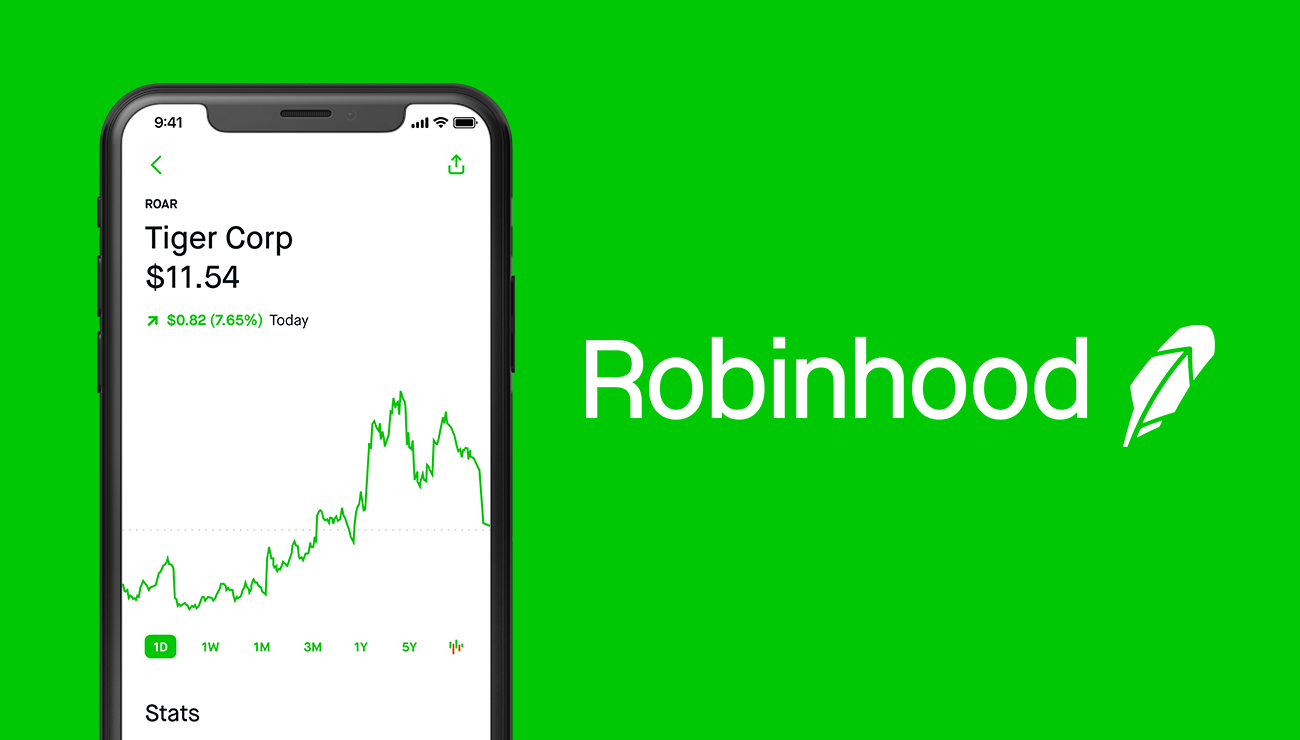 9:41
ROAR
Tiger Corp
$11.54
$0.82 (7.65%) Today
1D 1W 1M 3M 1Y 5Y
Stats
Robinhood